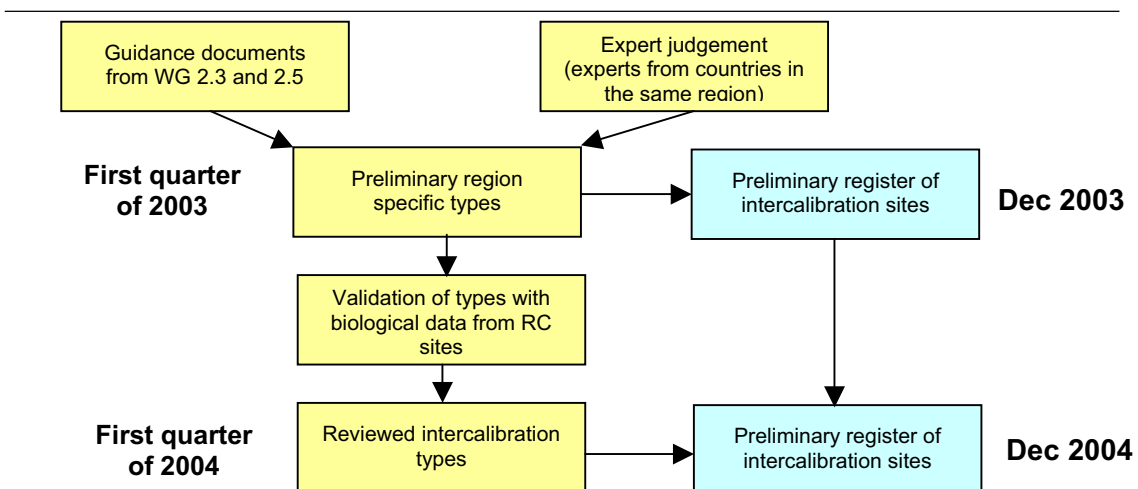 Guidance documents
from WG 2.3 and 2.5
Expert judgement
(experts from countries in
the same region)
First quarter
of 2003
Preliminary region
specific types
Preliminary register of
intercalibration sites
Dec 2003
Validation of types with
biological data from RC
sites
First quarter
of 2004
Reviewed intercalibration
types
Preliminary register of
intercalibration sites
Dec 2004